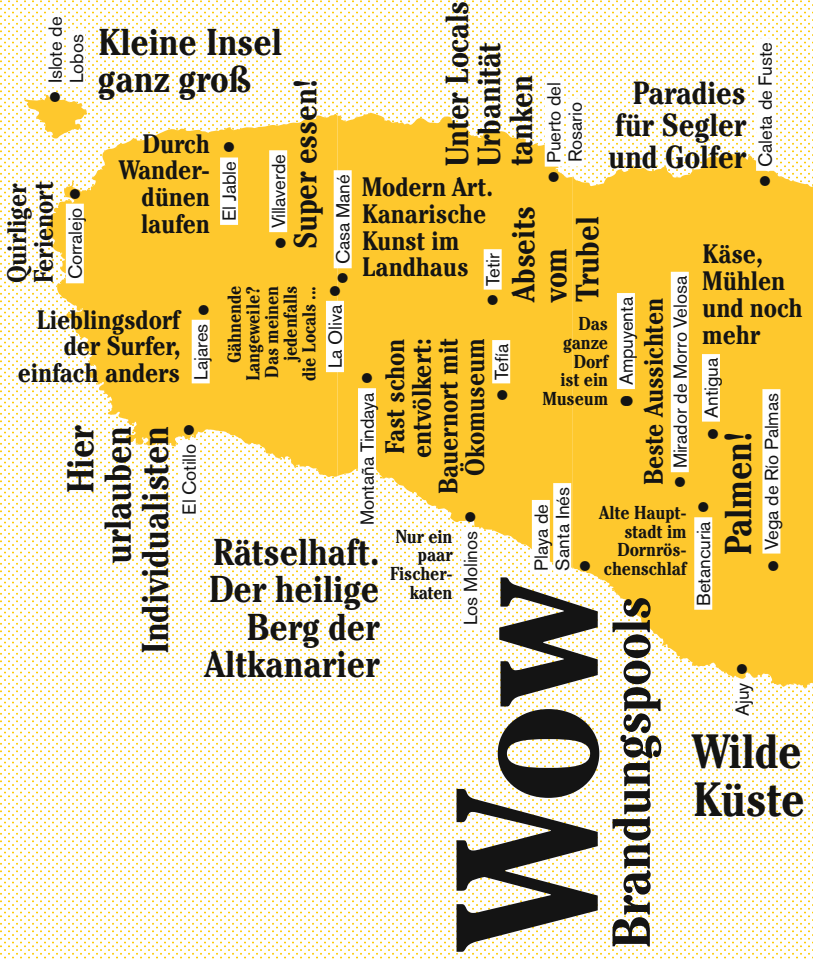 Islote de
Lobos
Kleine Insel
ganz groß
Quirliger
Ferienort
Corralejo
Durch
Wander-
dünen
laufen
El Jable
Villaverde
Super essen!
Unter Locals
Urbanität
tanken
Puerto del
Rosario
Paradies
für Segler
und Golfer
Caleta de Fuste
Modern Art.
Kanarische
Kunst im
Landhaus
Casa Mané
Lieblingsdorf
der Surfer,
einfach anders
Lajares
Gähnende
Langeweile?
Das meinen
jedenfalls
die Locals ...
La Oliva
Tetir
Abseits
vom
Trubel
Käse,
Mühlen
und noch
mehr
Antigua
Hier
urlauben
Individualisten
El Cotillo
Montaña Tindaya
Rätselhaft.
Der heilige
Berg der
Altkanarier
Fast schon
entvölkert:
Bauernort mit
Ökomuseum
Tefía
Das
ganze
Dorf
ist ein
Museum
Ampuyenta
Beste Aussichten
Mirador de Morro Velosa
Nur ein
paar
Fischer-
katen
Los Molinos
Playa de
Santa Inés
Alte Haupt-
stadt im
Dornrös-
chenschlaf
Betancuria
Palmen!
Vega de Río Palmas
Wow
Brandungspools
Ajuy
Wilde
Küste